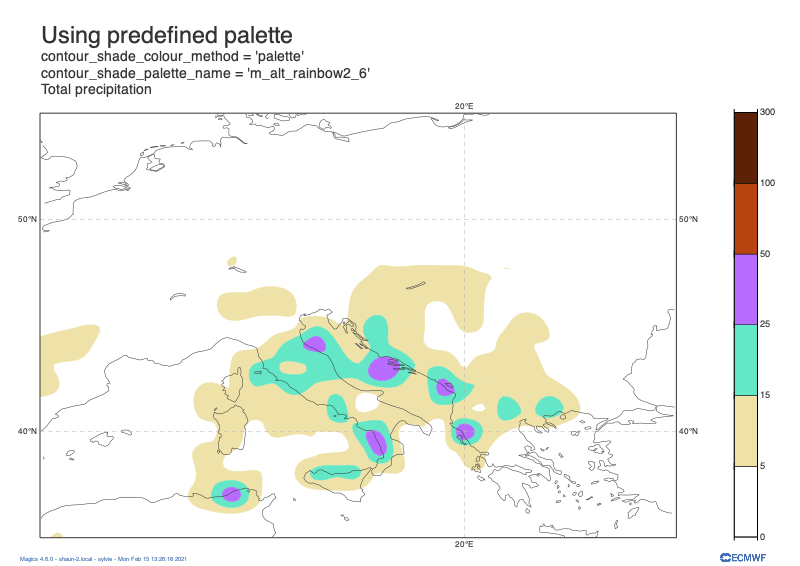 Using predefined palette
contour_shade_colour_method = 'palette'
contour_shade_palette_name = 'm_alt_rainbow2_6'
Total precipitation
20°E
300
100
50°N
50°N
50
25
15
40°N
40°N
5
0
20°E
Magics 4.6.0 - shaun-2.local - sylvie - Mon Feb 15 13:26:19 2021
ECMWF